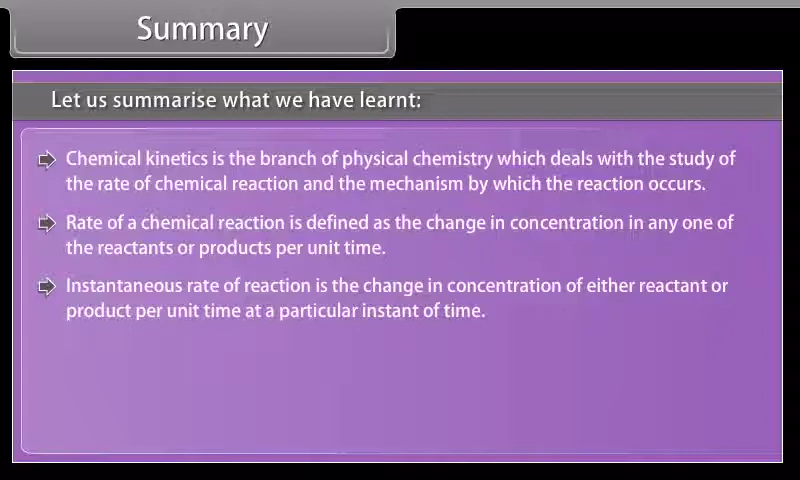 Summary
Let us summarise what we have learnt:
Chemical kinetics is the branch of physical chemistry which deals with the study of
the rate of chemical reaction and the mechanism by which the reaction occurs.
Rate of a chemical reaction is defined as the change in concentration in any one of
the reactants or products per unit time.
Instantaneous rate of reaction is the change in concentration of either reactant or
product per unit time at a particular instant of time.